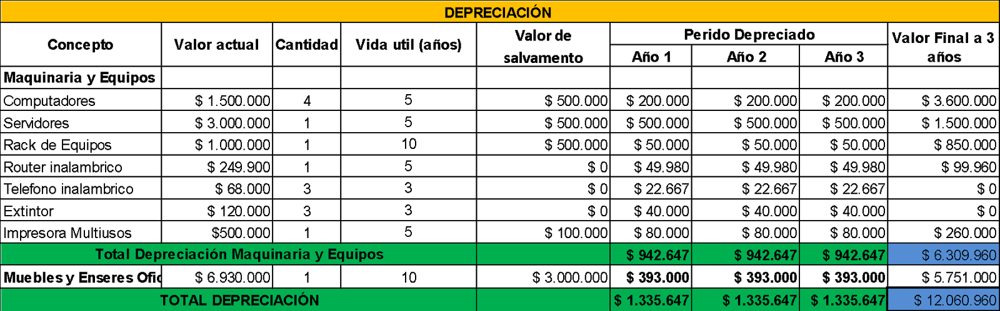 DEPRECIACIÓN
Concepto Valor actual Cantidad Vida util (años) Valor de salvamento Perido Depreciado Valor Final a 3 años
Año 1 Año 2 Año 3
Maquinaria y Equipos
Computadores $ 1.500.000 4 5 $ 500.000 $ 200.000 $ 200.000 $ 200.000 $ 3.600.000
Servidores $ 3.000.000 1 5 $ 500.000 $ 500.000 $ 500.000 $ 500.000 $ 1.500.000
Rack de Equipos $ 1.000.000 1 10 $ 500.000 $ 50.000 $ 50.000 $ 50.000 $ 850.000
Router inalambrico $ 249.900 1 5 $ 0 $ 49.980 $ 49.980 $ 49.980 $ 99.960
Telefono inalambrico $ 68.000 3 3 $ 0 $ 22.667 $ 22.667 $ 22.667 $ 0
Extintor $ 120.000 3 3 $ 0 $ 40.000 $ 40.000 $ 40.000 $ 0
Impresora Multiusos $500.000 1 5 $ 100.000 $ 80.000 $ 80.000 $ 80.000 $ 260.000
Total Depreciación Maquinaria y Equipos $ 942.647 $ 942.647 $ 942.647 $ 6.309.960
Muebles y Enseres Ofic $ 6.930.000 1 10 $ 3.000.000 $ 393.000 $ 393.000 $ 393.000 $ 5.751.000
TOTAL DEPRECIACIÓN $ 1.335.647 $ 1.335.647 $ 1.335.647 $ 12.060.960